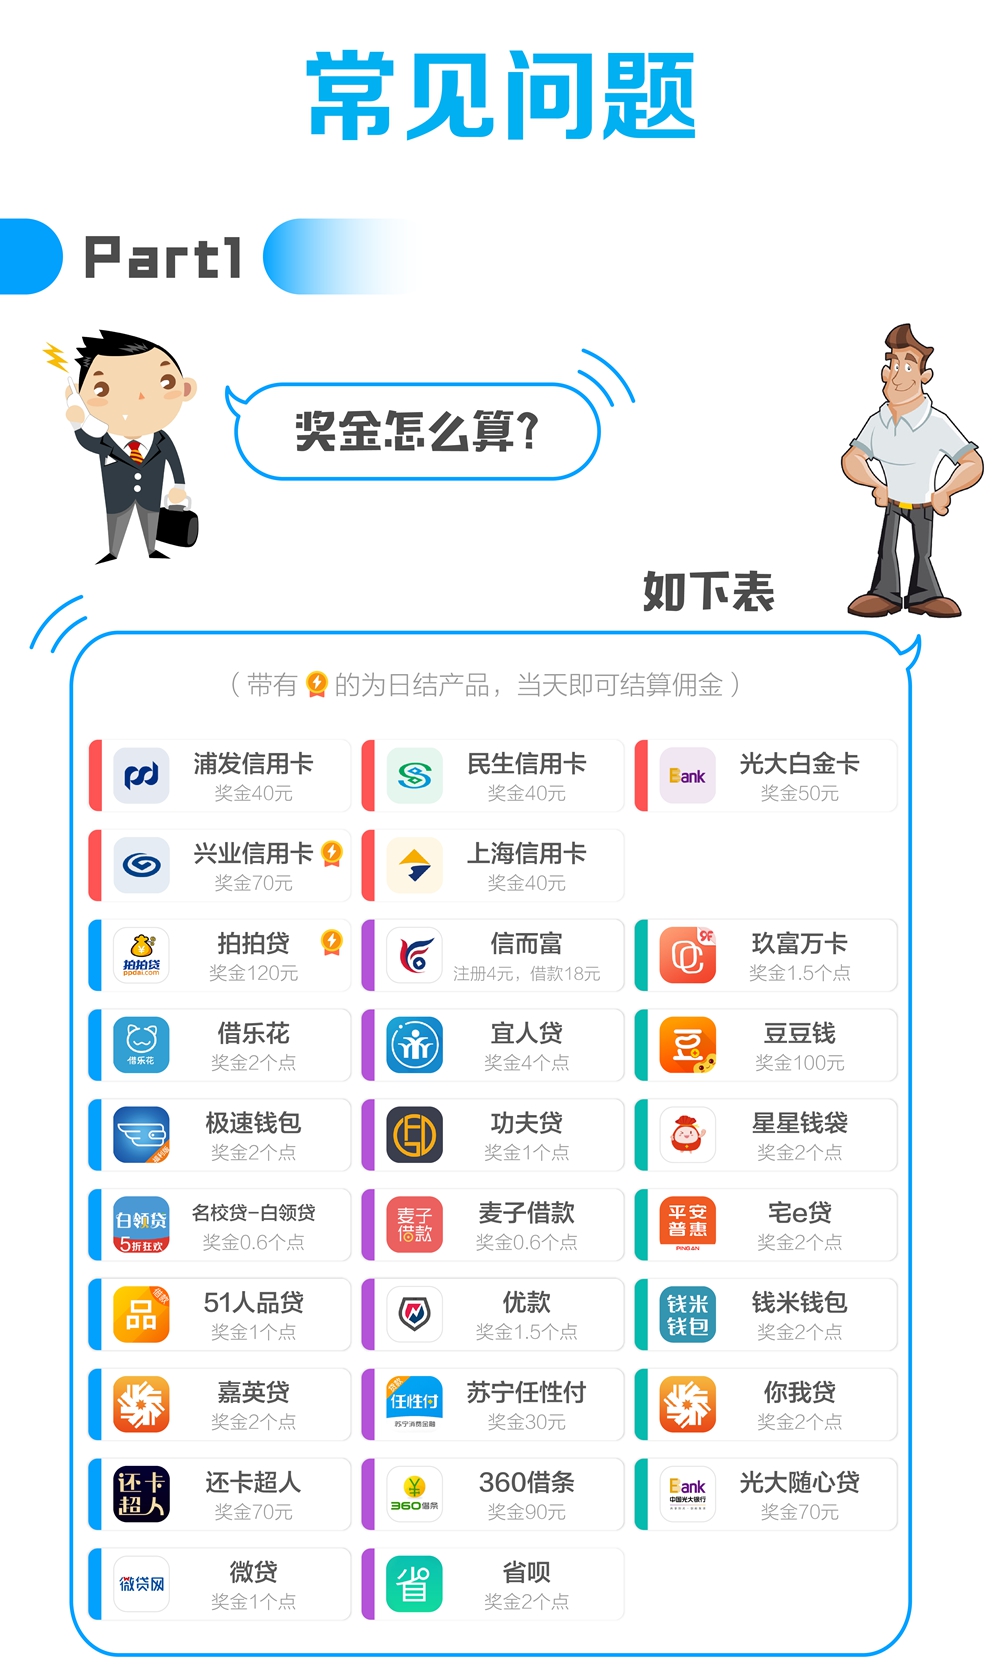 常见问题
Part1
奖金怎么算?
如下表
（带有 的为日结产品，当天即可结算佣金）
浦发信用卡
奖金40元
民生信用卡
奖金40元
Bank
光大白金卡
奖金50元
兴业信用卡
奖金70元
上海信用卡
奖金40元
拍拍贷
ppdai.com
拍拍贷
奖金120元
信而富
注册4元，借款18元
9F
玖富万卡
奖金1.5个点
借乐花
借乐花
奖金2个点
宜人贷
奖金4个点
豆
豆豆钱
奖金100元
极速钱包
奖金2个点
功夫贷
奖金1个点
星星钱袋
奖金2个点
白领贷
5折狂欢
名校贷-白领贷
奖金0.6个点
麦子
借款
麦子借款
奖金0.6个点
平安
普惠
PINGAN
宅e贷
奖金2个点
品
借款
51人品贷
奖金1个点
优款
奖金1.5个点
钱米
钱包
钱米钱包
奖金2个点
嘉英贷
奖金2个点
贷款
任性付
苏宁消费金融
苏宁任性付
奖金30元
你我贷
奖金2个点
还卡
超人
还卡超人
奖金70元
360借条
360借条
奖金90元
Bank
中国光大银行
光大随心贷
奖金70元
微贷网
微贷
奖金1个点
省
省呗
奖金2个点